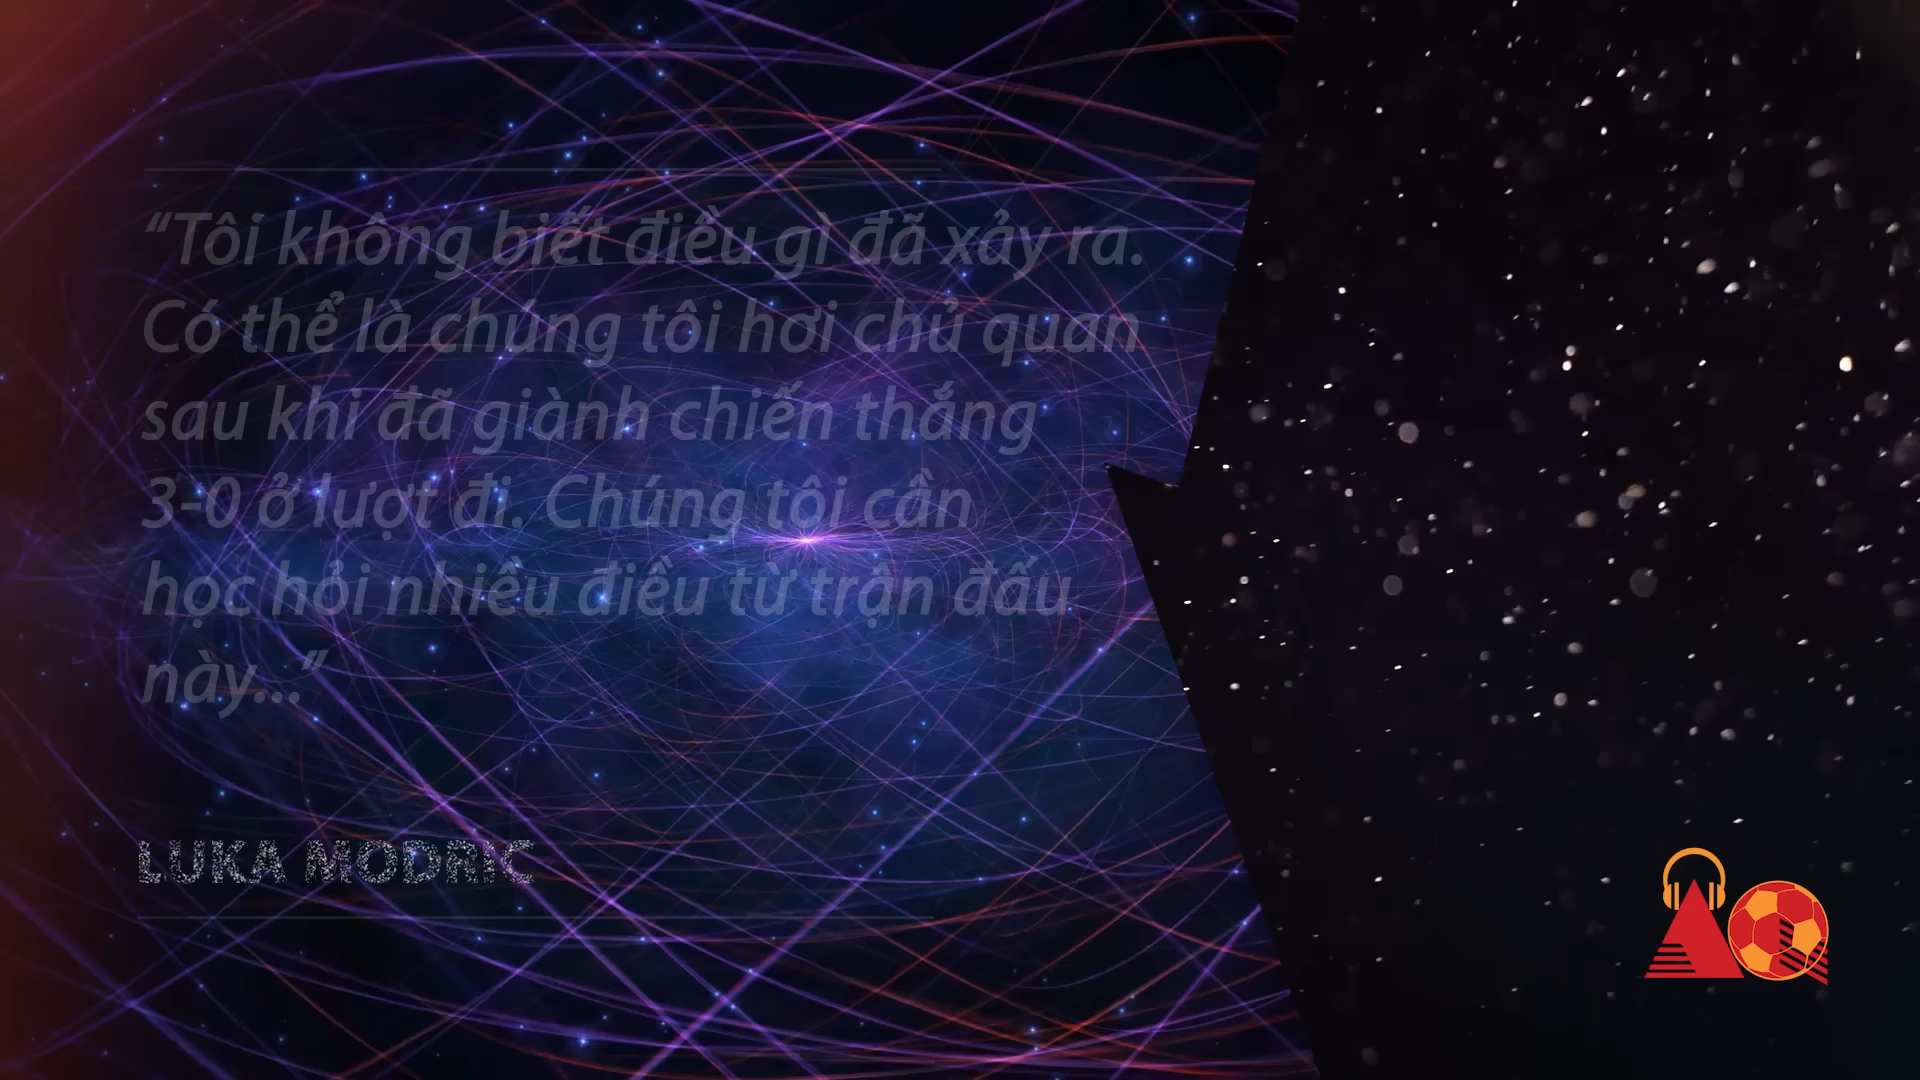 “Tôi không biết điều gì đã xảy ra.
Có thể là chúng tôi hơi chủ quan
sau khi đã giành chiến thắng
3-0 ở lượt đi. Chúng tôi cần
học hỏi nhiều điều từ trận đấu
này...”
LUKA MODRIC